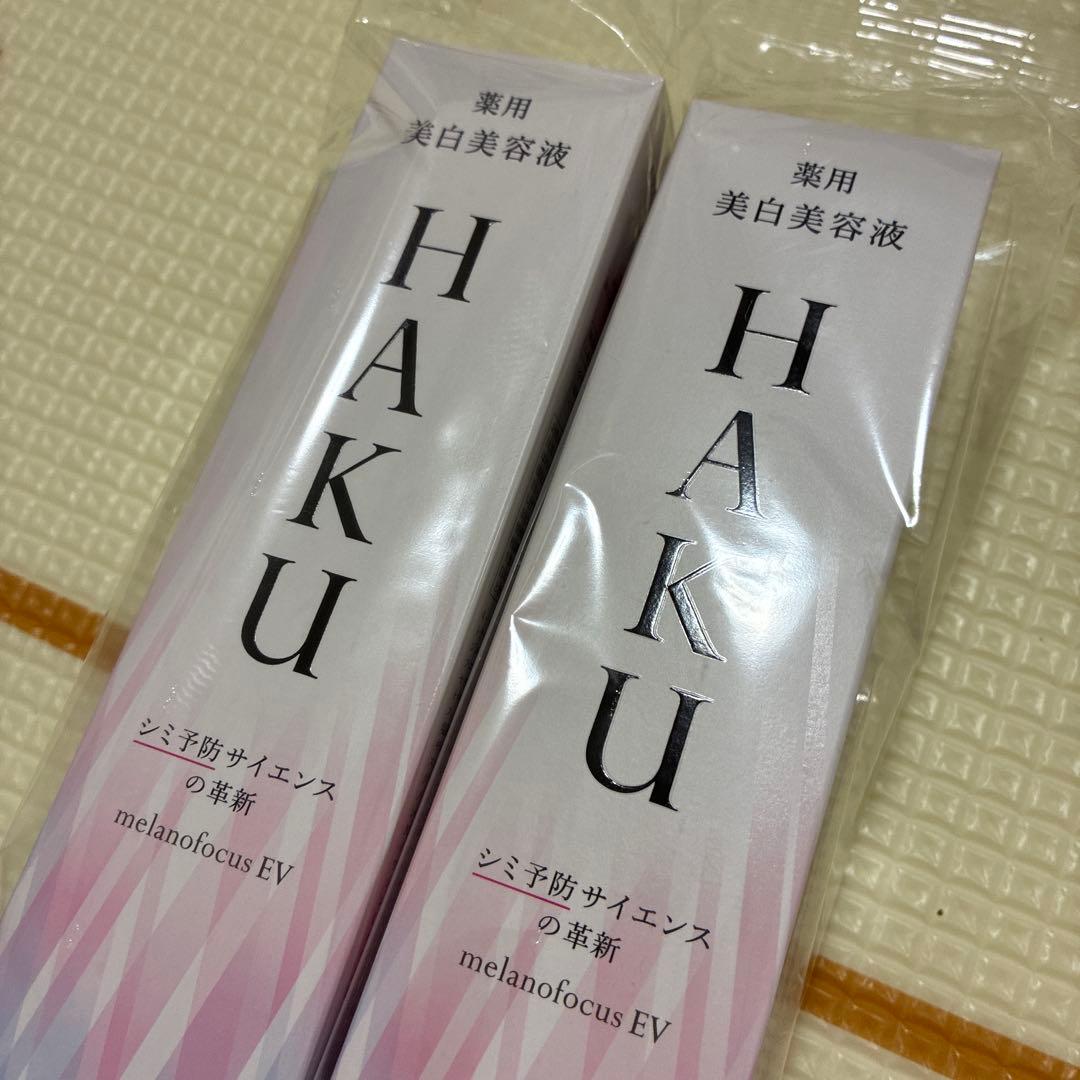 薬用
美白美容液
HAKU
シミ予防サイエンス
の革新
melanofocus EV
薬用
美白美容液
HAKU
シミ予防サイエンス
の革新
melanofocus EV